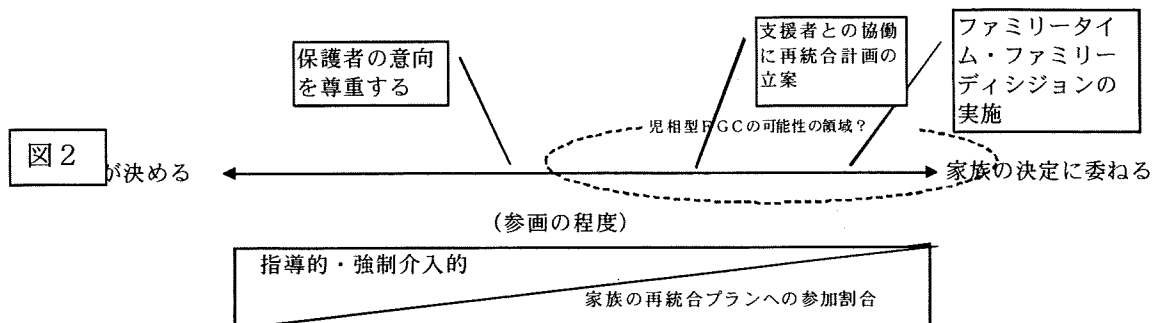 保護者の意向
を尊重する
支援者との協働
に再統合計画の
立案
ファミリータイ
ム・ファミリー
ディシジョンの
実施
児相型FGCの可能性の領域？
図２
が決める
家族の決定に委ねる
(参画の程度)
指導的・強制介入的
家族の再統合プランへの参加割合